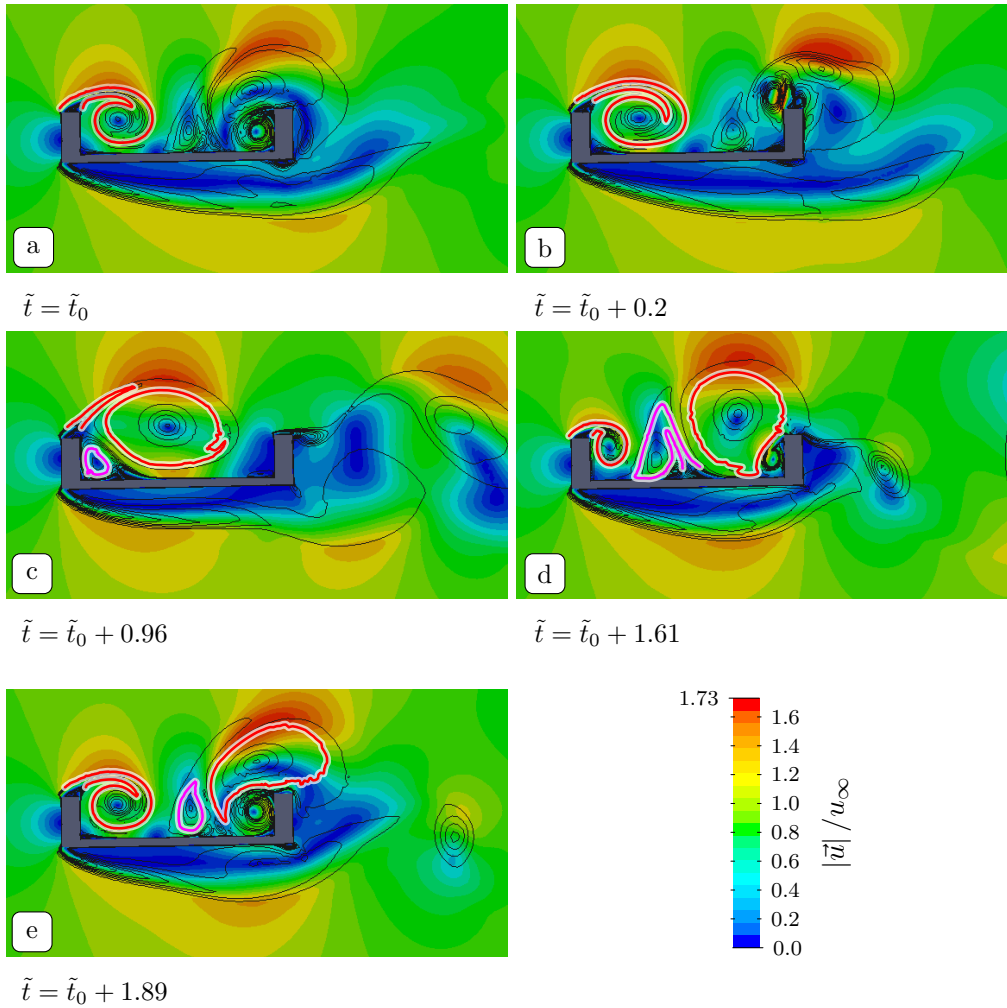 a
b
t̃ = t̃₀
t̃ = t̃₀ + 0.2
c
d
t̃ = t̃₀ + 0.96
t̃ = t̃₀ + 1.61
e
t̃ = t̃₀ + 1.89
1.73
1.6
1.4
1.2
1.0
0.8
0.6
0.4
0.2
0.0
|u⃗|/u∞